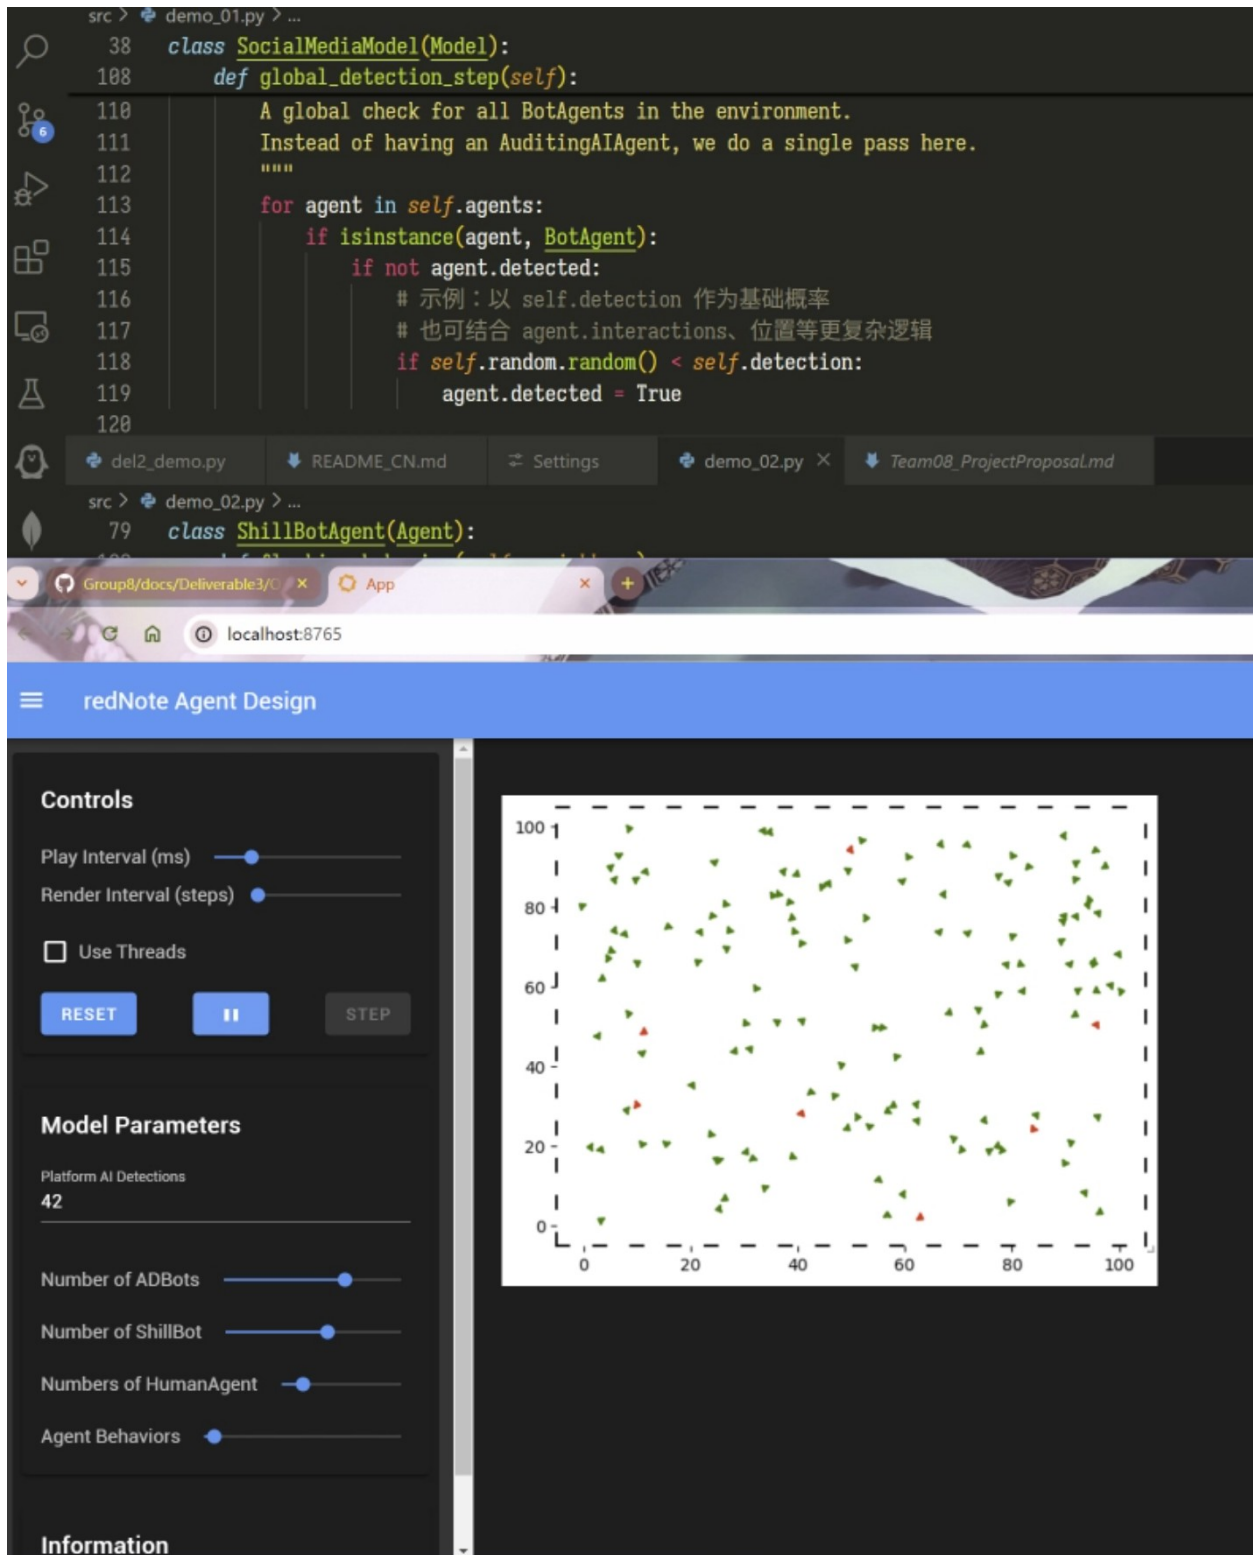 src > demo_01.py > ...
38 class SocialMediaModel(Model):
108 def global_detection_step(self):
110 A global check for all BotAgents in the environment.
111 Instead of having an AuditingAIAgent, we do a single pass here.
112 """
113 for agent in self.agents:
114 if isinstance(agent, BotAgent):
115 if not agent.detected:
116 # 示例：以 self.detection 作为基础概率
117 # 也可结合 agent.interactions、位置等更复杂逻辑
118 if self.random.random() < self.detection:
119 agent.detected = True
120
6
del2_demo.py README_CN.md Settings demo_02.py Team08_ProjectProposal.md
src > demo_02.py > ...
79 class ShillBotAgent(Agent):
Group8/docs/Deliverable3/ App
localhost:8765
redNote Agent Design
Controls
Play Interval (ms)
Render Interval (steps)
Use Threads
RESET STEP
Model Parameters
Platform AI Detections
42
Number of ADBots
Number of ShillBot
Numbers of HumanAgent
Agent Behaviors
Information
100
80
60
40
20
0
0 20 40 60 80 100